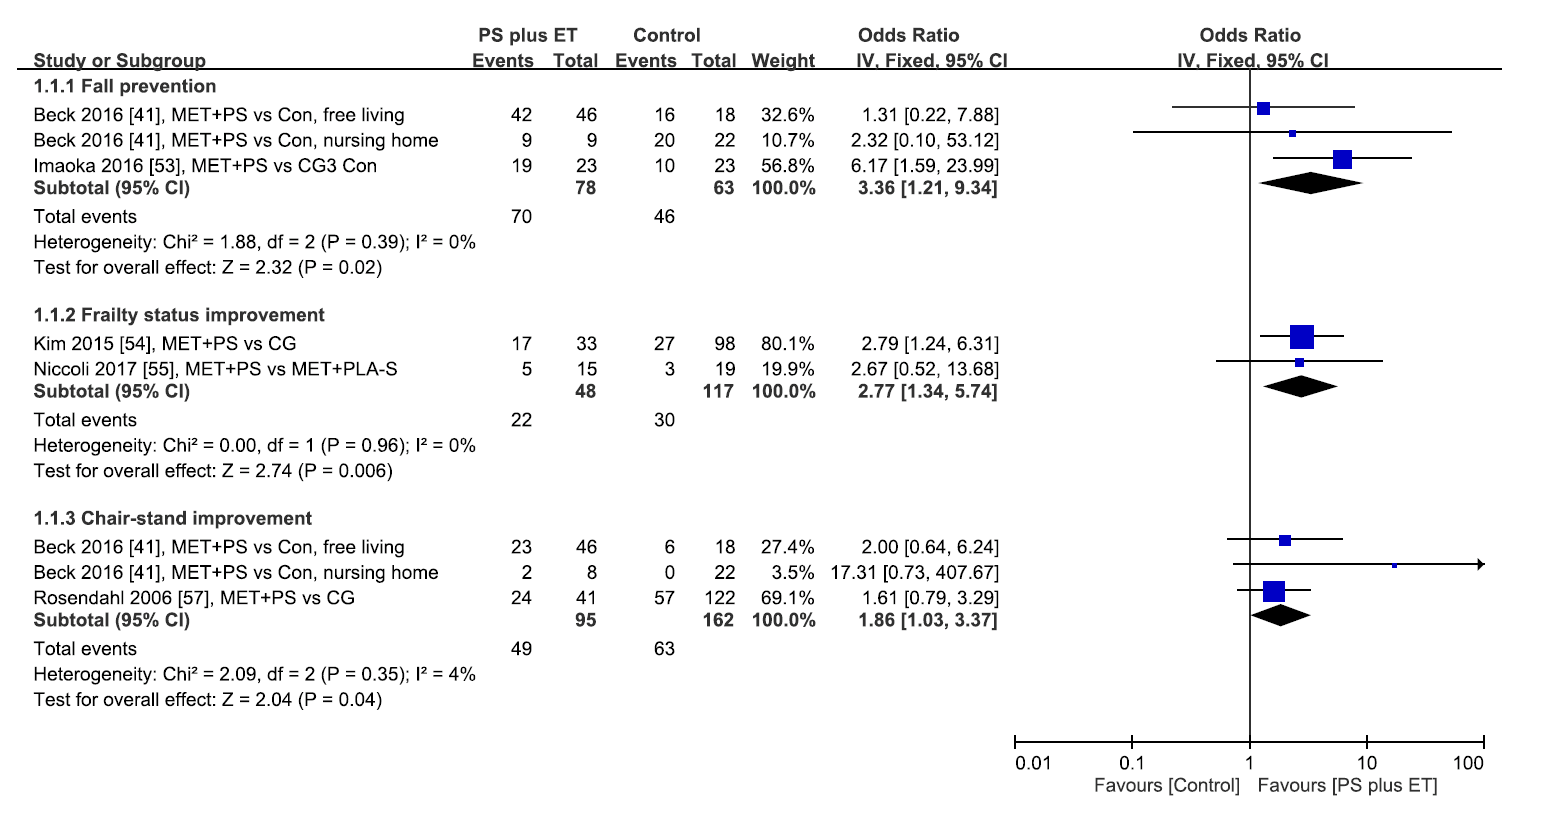 PS plus ET Control Odds Ratio Odds Ratio
Study or Subgroup Events Total Events Total Weight IV, Fixed, 95% CI IV, Fixed, 95% CI
1.1.1 Fall prevention
Beck 2016 [41], MET+PS vs Con, free living 42 46 16 18 32.6% 1.31 [0.22, 7.88]
Beck 2016 [41], MET+PS vs Con, nursing home 9 9 20 22 10.7% 2.32 [0.10, 53.12]
Imaoka 2016 [53], MET+PS vs CG3 Con 19 23 10 23 56.8% 6.17 [1.59, 23.99]
Subtotal (95% CI) 78 63 100.0% 3.36 [1.21, 9.34]
Total events 70 46
Heterogeneity: Chi² = 1.88, df = 2 (P = 0.39); I² = 0%
Test for overall effect: Z = 2.32 (P = 0.02)
1.1.2 Frailty status improvement
Kim 2015 [54], MET+PS vs CG 17 33 27 98 80.1% 2.79 [1.24, 6.31]
Niccoli 2017 [55], MET+PS vs MET+PLA-S 5 15 3 19 19.9% 2.67 [0.52, 13.68]
Subtotal (95% CI) 48 117 100.0% 2.77 [1.34, 5.74]
Total events 22 30
Heterogeneity: Chi² = 0.00, df = 1 (P = 0.96); I² = 0%
Test for overall effect: Z = 2.74 (P = 0.006)
1.1.3 Chair-stand improvement
Beck 2016 [41], MET+PS vs Con, free living 23 46 6 18 27.4% 2.00 [0.64, 6.24]
Beck 2016 [41], MET+PS vs Con, nursing home 2 8 0 22 3.5% 17.31 [0.73, 407.67]
Rosendahl 2006 [57], MET+PS vs CG 24 41 57 122 69.1% 1.61 [0.79, 3.29]
Subtotal (95% CI) 95 162 100.0% 1.86 [1.03, 3.37]
Total events 49 63
Heterogeneity: Chi² = 2.09, df = 2 (P = 0.35); I² = 4%
Test for overall effect: Z = 2.04 (P = 0.04)
0.01 0.1 1 10 100
Favours [Control] Favours [PS plus ET]